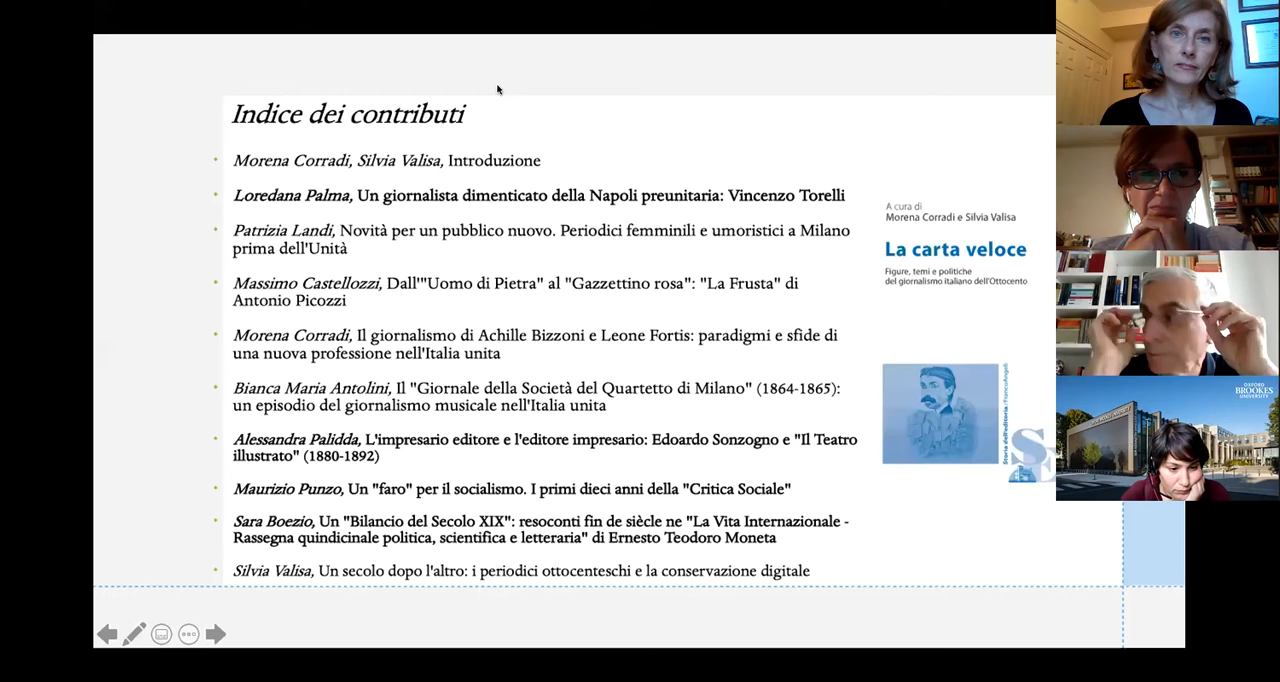 Indice dei contributi
Morena Corradi, Silvia Valisa, Introduzione
Loredana Palma, Un giornalista dimenticato della Napoli preunitaria: Vincenzo Torelli
Patrizia Landi, Novità per un pubblico nuovo. Periodici femminili e umoristici a Milano
prima dell'Unità
Massimo Castellozzi, Dall'"Uomo di Pietra" al "Gazzettino rosa": "La Frusta" di
Antonio Picozzi
Morena Corradi, Il giornalismo di Achille Bizzoni e Leone Fortis: paradigmi e sfide di
una nuova professione nell'Italia unita
Bianca Maria Antolini, Il "Giornale della Società del Quartetto di Milano" (1864-1865):
un episodio del giornalismo musicale nell'Italia unita
Alessandra Palidda, L'impresario editore e l'editore impresario: Edoardo Sonzogno e "Il Teatro
illustrato" (1880-1892)
Maurizio Punzo, Un "faro" per il socialismo. I primi dieci anni della "Critica Sociale"
Sara Boezio, Un "Bilancio del Secolo XIX": resoconti fin de siècle ne "La Vita Internazionale -
Rassegna quindicinale politica, scientifica e letteraria" di Ernesto Teodoro Moneta
Silvia Valisa, Un secolo dopo l'altro: i periodici ottocenteschi e la conservazione digitale
A cura di
Morena Corradi e Silvia Valisa
La carta veloce
Figure, temi e politiche
del giornalismo italiano dell'Ottocento
Storia dell'editoria / FrancoAngeli
OXFORD
BROOKES
UNIVERSITY